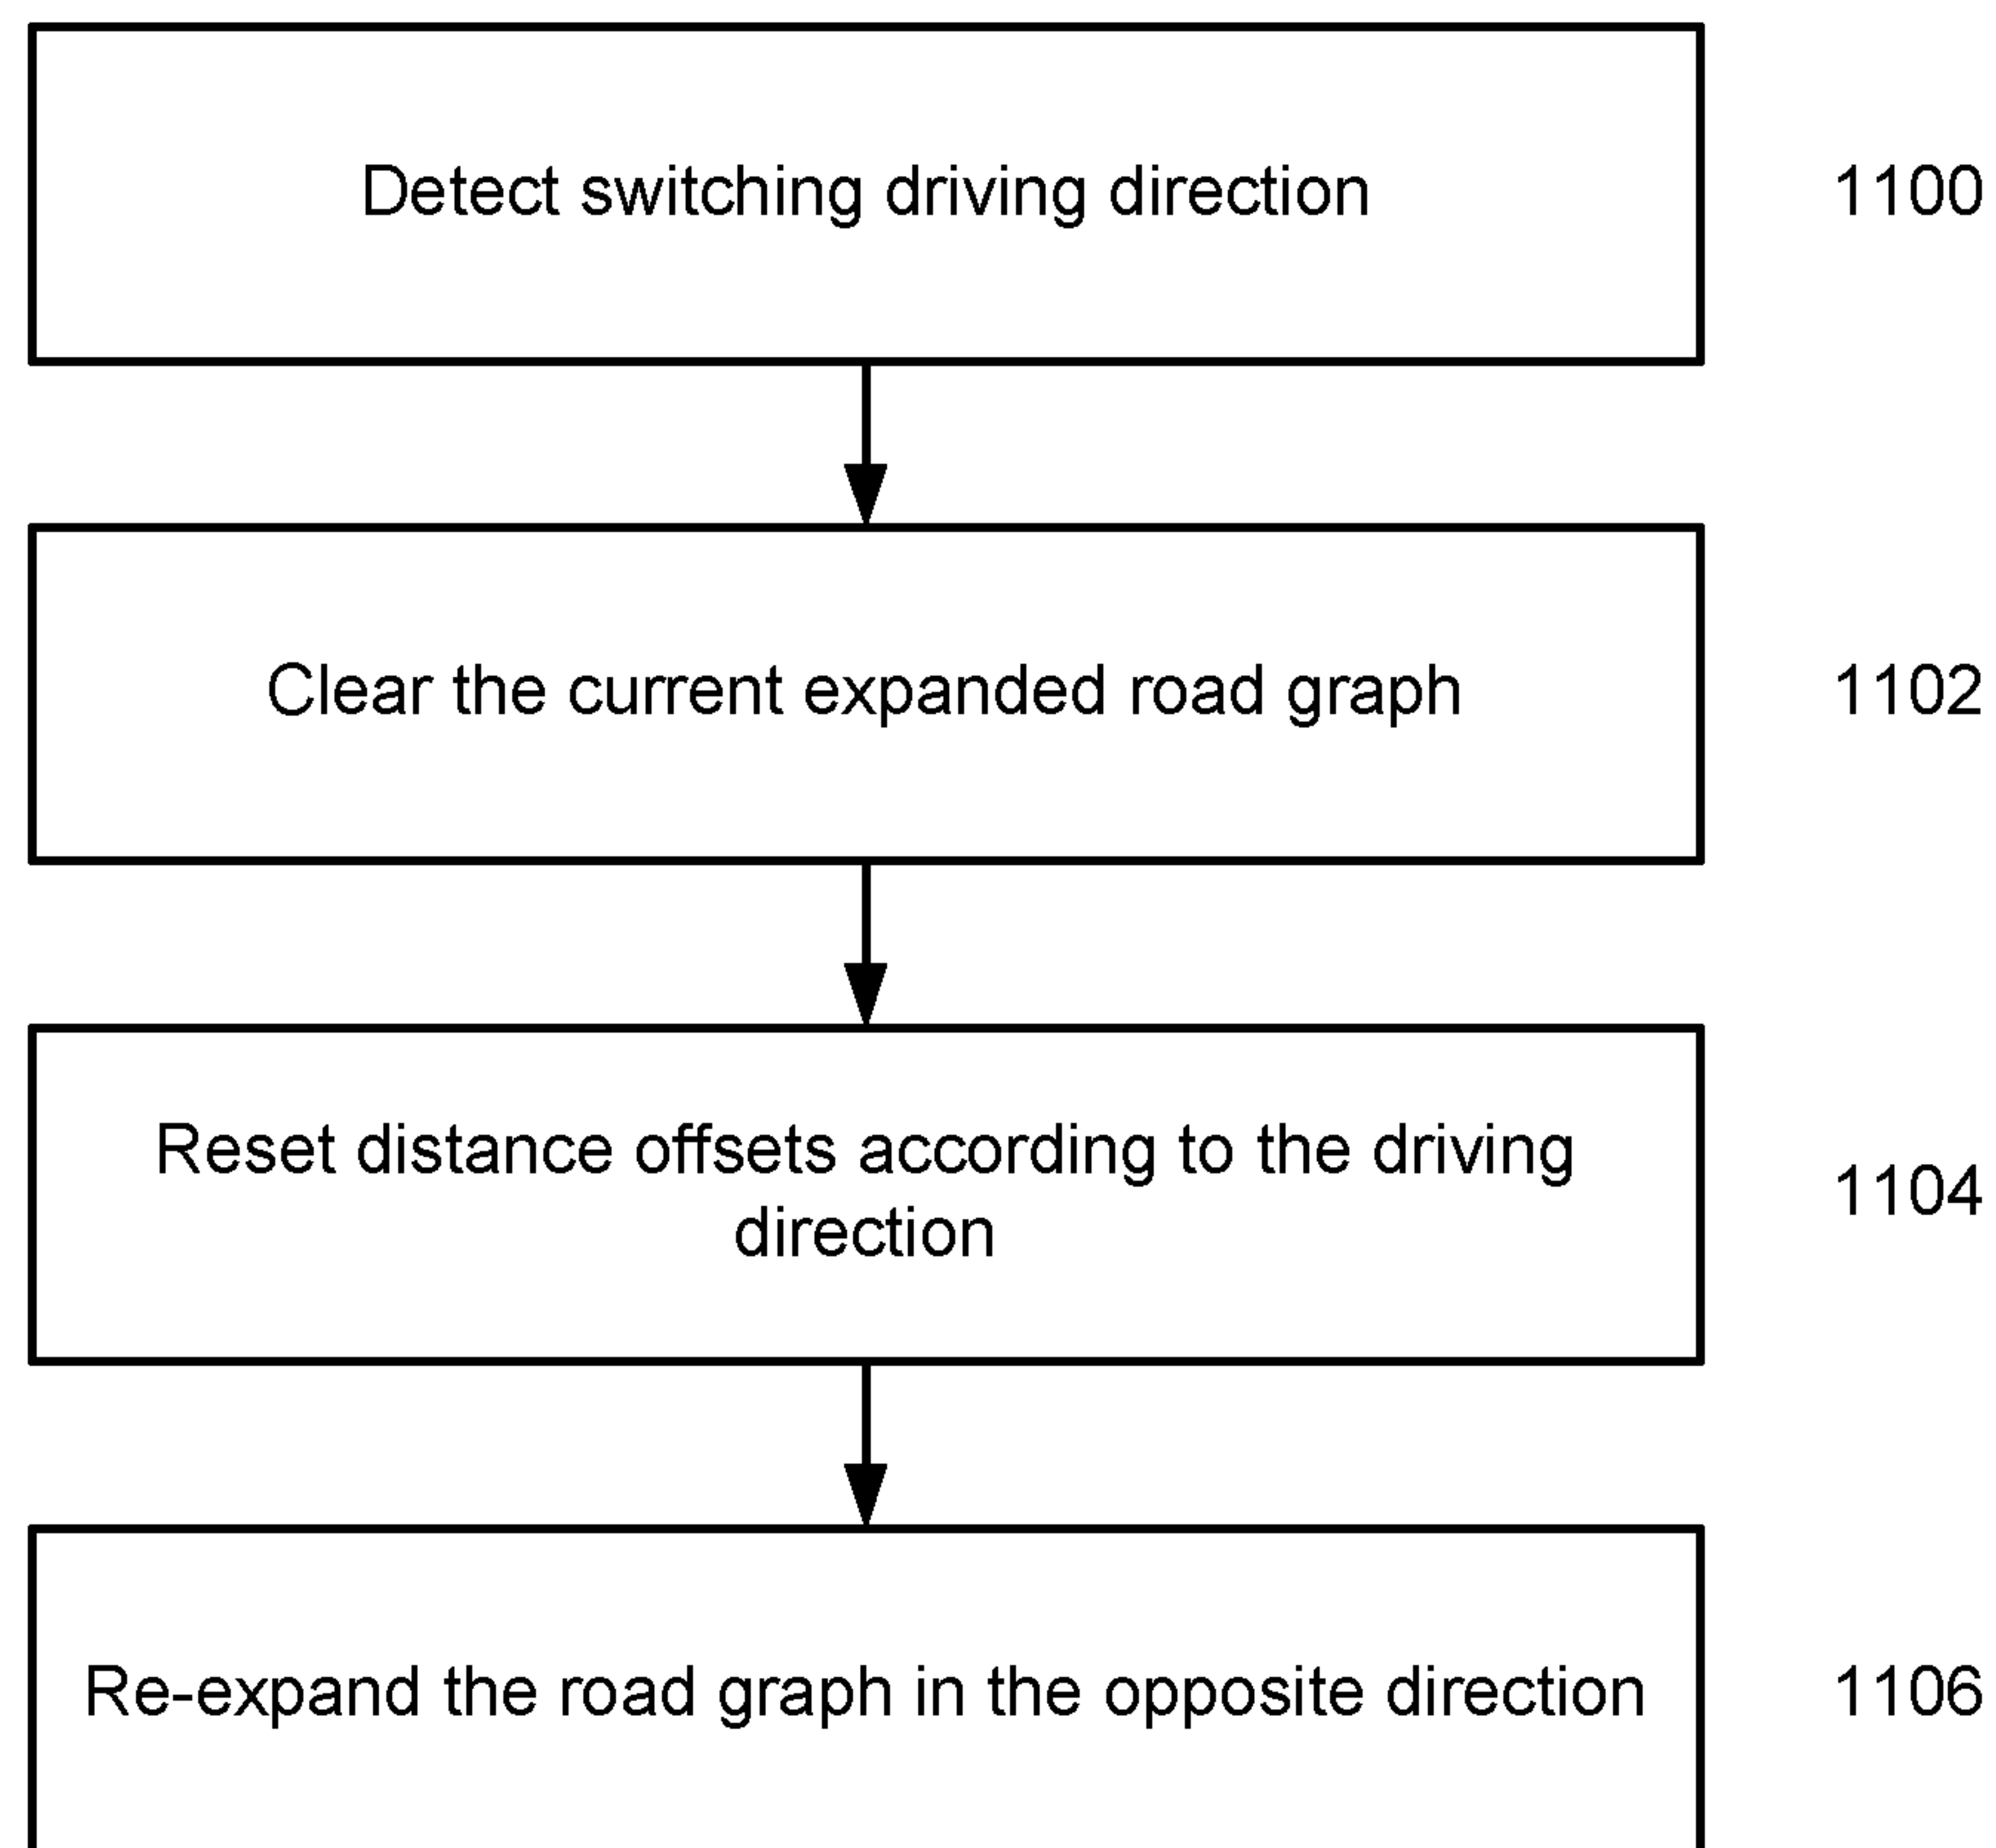 Detect switching driving direction
1100
Clear the current expanded road graph
1102
Reset distance offsets according to the driving
direction
1104
Re-expand the road graph in the opposite direction
1106